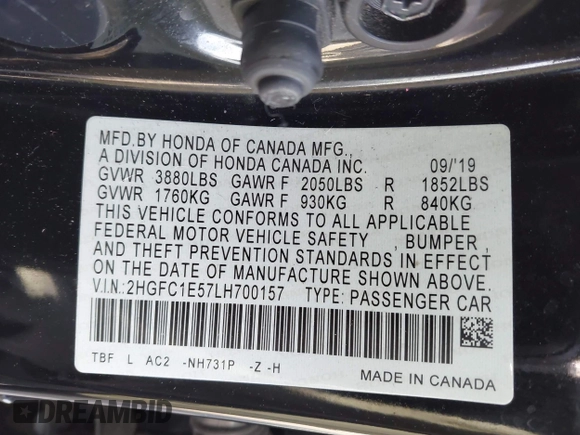 MFD.BY HONDA OF CANADA MFG.,
A DIVISION OF HONDA CANADA INC. 09/'19
GVWR 3880LBS GAWR F 2050LBS R 1852LBS
GVWR 1760KG GAWR F 930KG R 840KG
THIS VEHICLE CONFORMS TO ALL APPLICABLE
FEDERAL MOTOR VEHICLE SAFETY , BUMPER ,
AND THEFT PREVENTION STANDARDS IN EFFECT
ON THE DATE OF MANUFACTURE SHOWN ABOVE.
V.I.N.:2HGFC1E57LH700157 TYPE: PASSENGER CAR
TBF L AC2 -NH731P -Z -H
MADE IN CANADA
DREAMBID